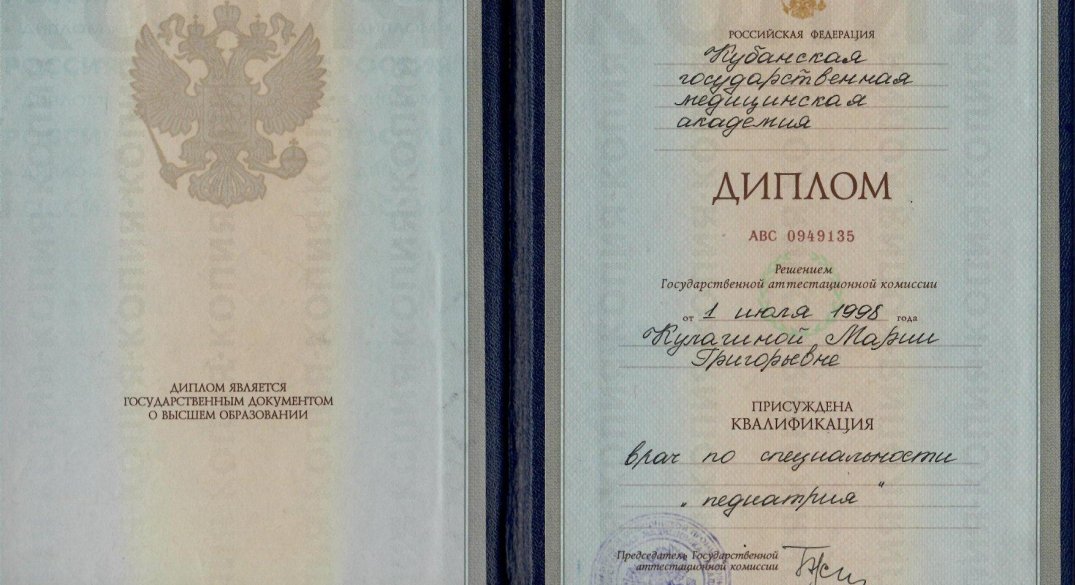 ДИПЛОМ ЯВЛЯЕТСЯ
ГОСУДАРСТВЕННЫМ ДОКУМЕНТОМ
О ВЫСШЕМ ОБРАЗОВАНИИ
РОССИЙСКАЯ ФЕДЕРАЦИЯ
Кубанская
государственная
медицинская
академия
ДИПЛОМ
АВС 0949135
Решением
Государственной аттестационной комиссии
от 1 июля 1998 года
Кулагиной Марии
Григорьевне
ПРИСУЖДЕНА
КВАЛИФИКАЦИЯ
врач по специальности
„педиатрия"
Председатель Государственной
аттестационной комиссии